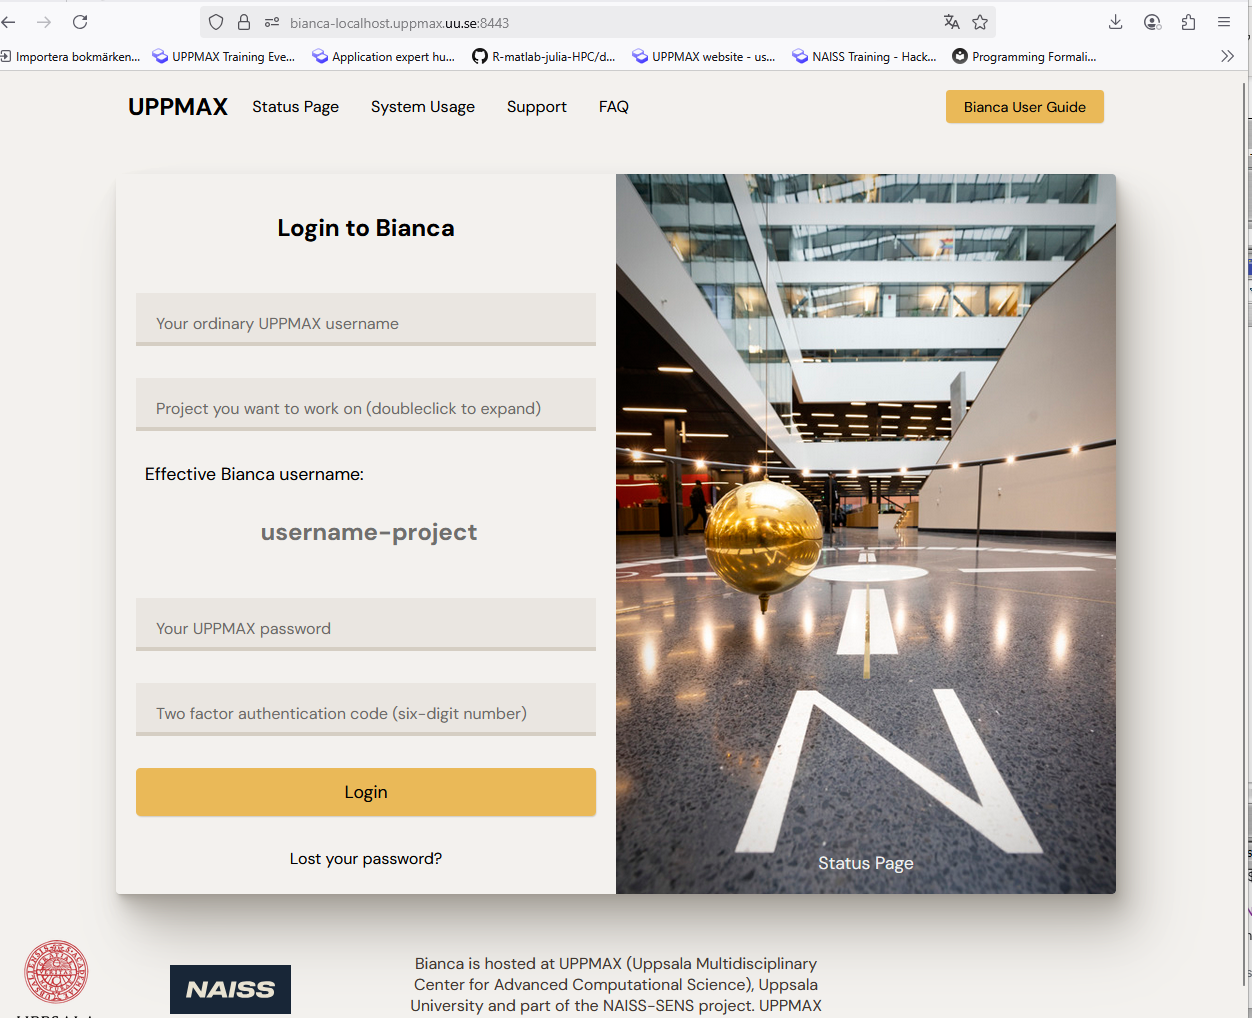 bianca-localhost.uppmax.uu.se:8443
Importera bokmärken...
UPPMAX Training Eve...
Application expert hu...
R-matlab-julia-HPC/d...
UPPMAX website - us...
NAISS Training - Hack...
Programming Formali...
UPPMAX
Status Page
System Usage
Support
FAQ
Bianca User Guide
Login to Bianca
Your ordinary UPPMAX username
Project you want to work on (doubleclick to expand)
Effective Bianca username:
username-project
Your UPPMAX password
Two factor authentication code (six-digit number)
Login
Lost your password?
N
Status Page
NAISS
Bianca is hosted at UPPMAX (Uppsala Multidisciplinary
Center for Advanced Computational Science), Uppsala
University and part of the NAISS-SENS project. UPPMAX